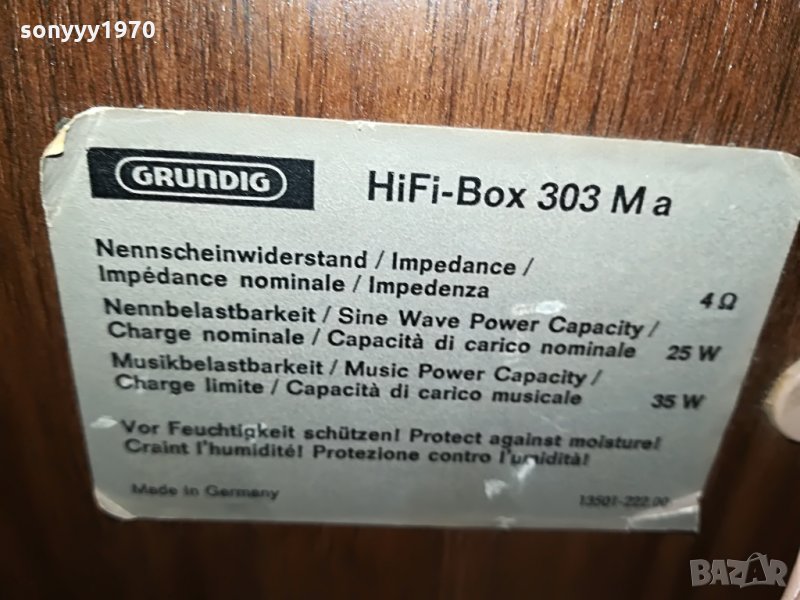 sonyyy1970
GRUNDIG
HiFi-Box 303 M a
Nennscheinwiderstand / Impedance /
Impédance nominale / Impedenza 4 Ω
Nennbelastbarkeit / Sine Wave Power Capacity /
Charge nominale / Capacità di carico nominale 25 W
Musikbelastbarkeit / Music Power Capacity /
Charge limite / Capacità di carico musicale 35 W
Vor Feuchtigkeit schützen! Protect against moisture!
Craint l'humidité! Protezione contro l'umidità!
Made in Germany 13501-222.00
BAZAR